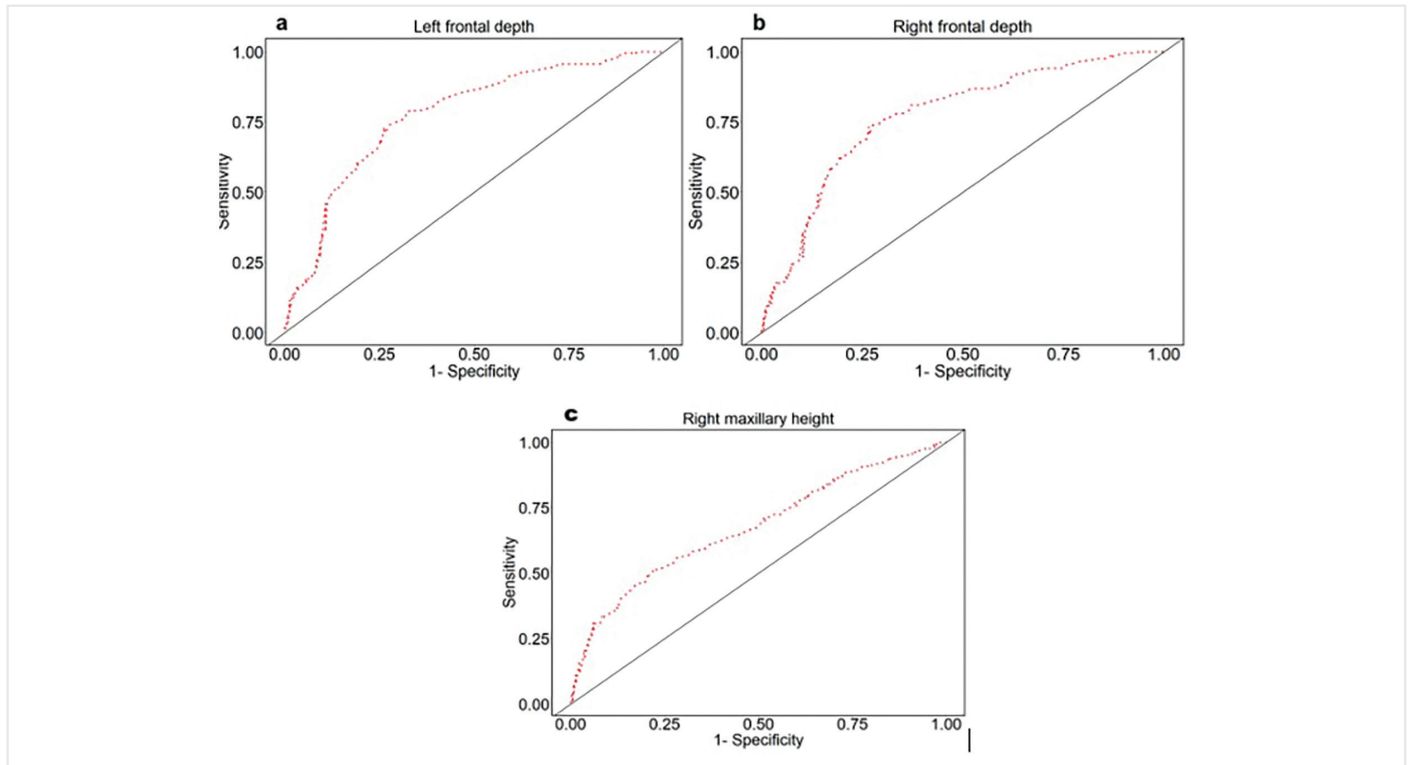 a
Left frontal depth
1.00
0.75
0.50
0.25
0.00
Sensitivity
0.00 0.25 0.50 0.75 1.00
1- Specificity
b
Right frontal depth
1.00
0.75
0.50
0.25
0.00
Sensitivity
0.00 0.25 0.50 0.75 1.00
1- Specificity
c
Right maxillary height
1.00
0.75
0.50
0.25
0.00
Sensitivity
0.00 0.25 0.50 0.75 1.00
1- Specificity